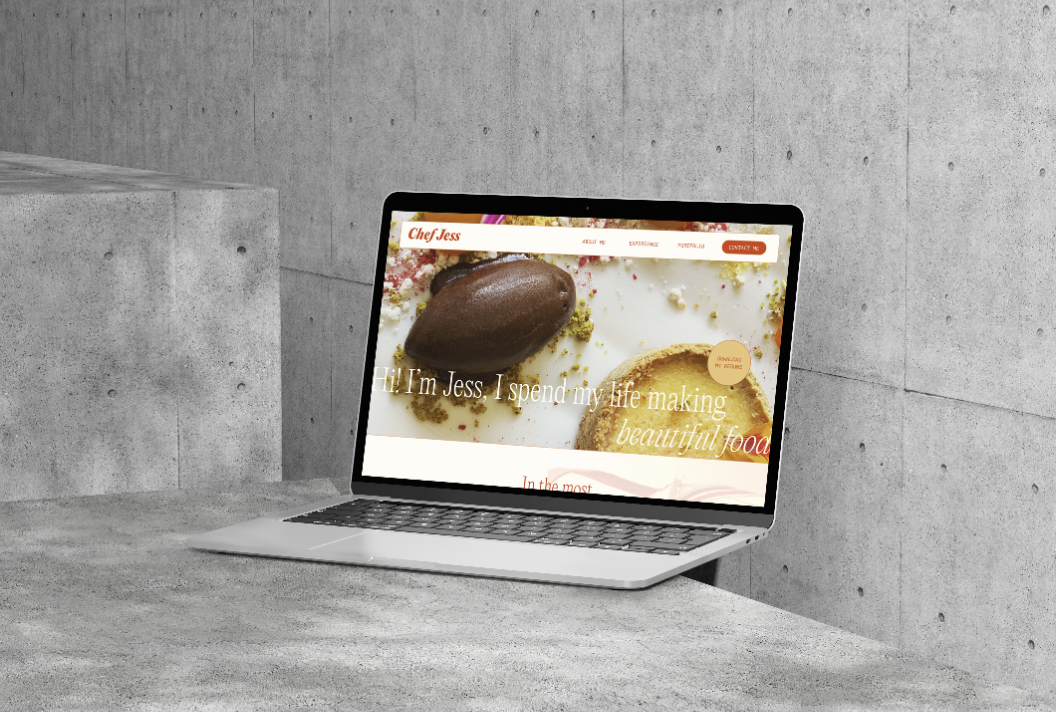 Chef Jess
ABOUT ME
EXPERIENCE
PORTFOLIO
CONTACT ME
DOWNLOAD
MY RESUME
Hi! I'm Jess, I spend my life making
beautiful food
In the most